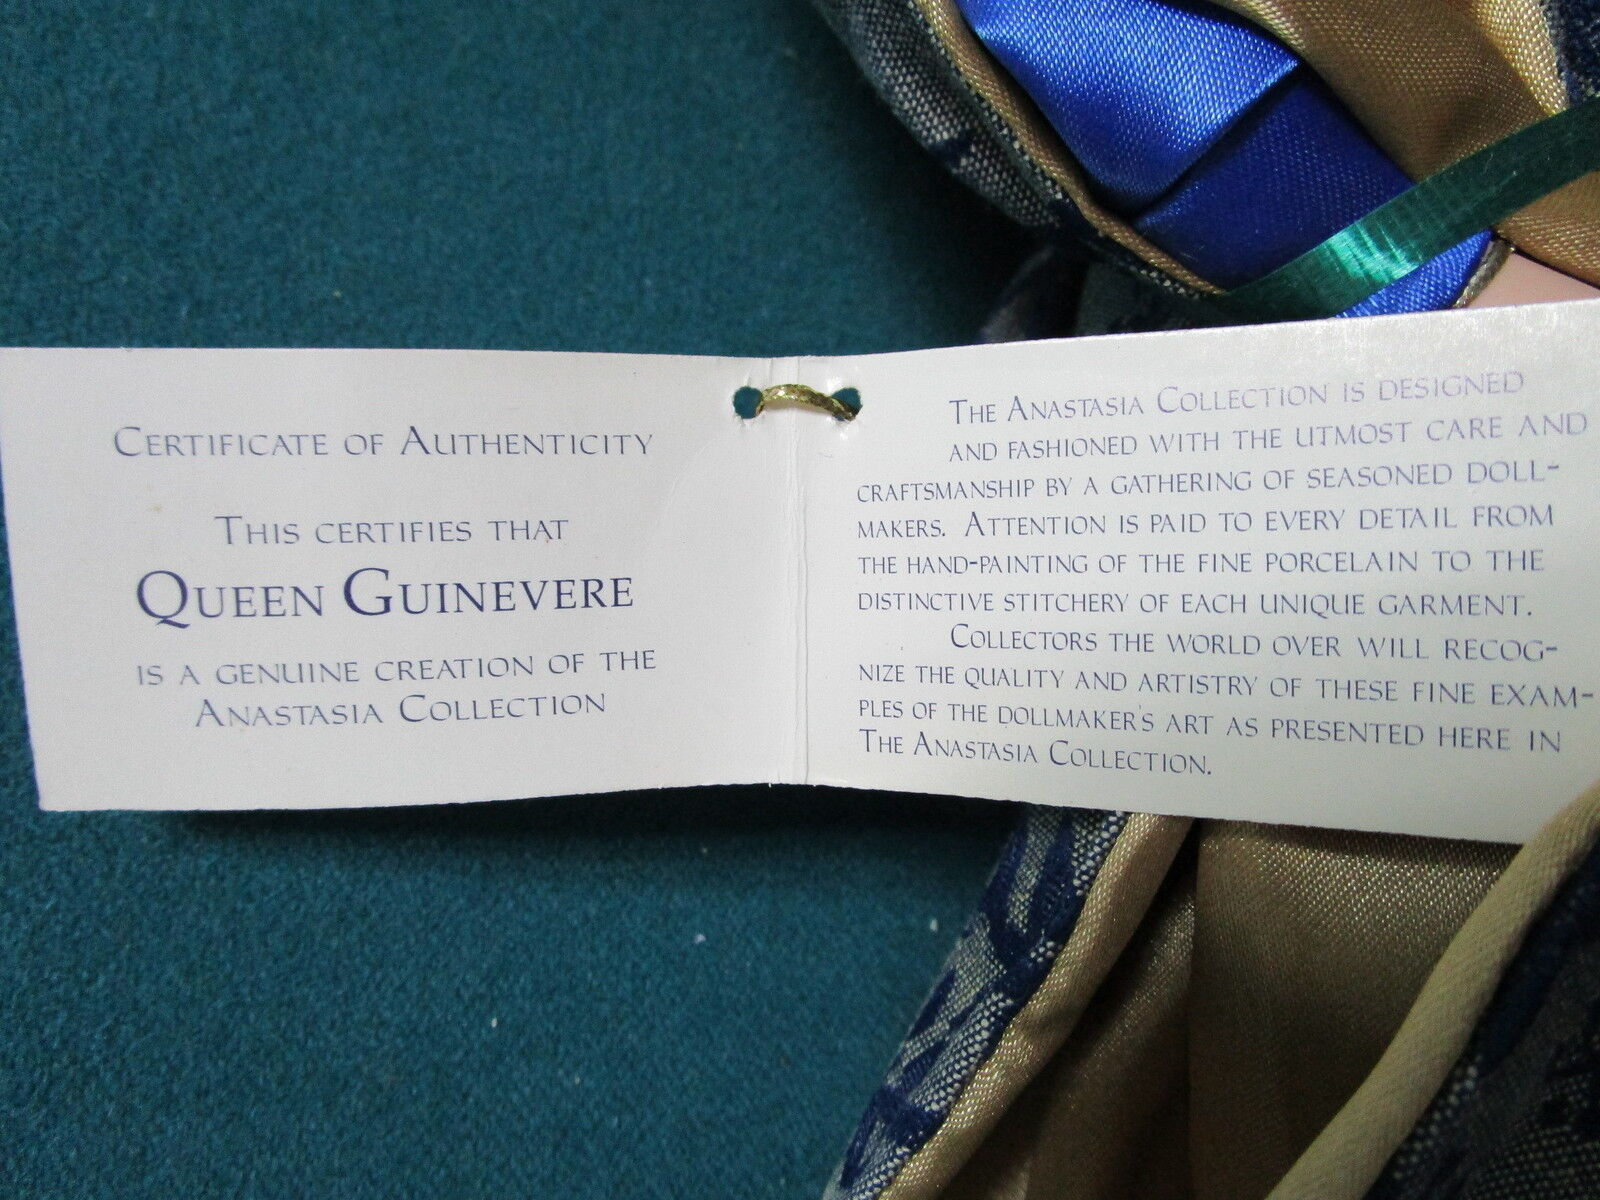 CERTIFICATE OF AUTHENTICITY
THIS CERTIFIES THAT
QUEEN GUINEVERE
IS A GENUINE CREATION OF THE
ANASTASIA COLLECTION
THE ANASTASIA COLLECTION IS DESIGNED
AND FASHIONED WITH THE UTMOST CARE AND
CRAFTSMANSHIP BY A GATHERING OF SEASONED DOLL-
MAKERS. ATTENTION IS PAID TO EVERY DETAIL FROM
THE HAND-PAINTING OF THE FINE PORCELAIN TO THE
DISTINCTIVE STITCHERY OF EACH UNIQUE GARMENT.
COLLECTORS THE WORLD OVER WILL RECOG-
NIZE THE QUALITY AND ARTISTRY OF THESE FINE EXAM-
PLES OF THE DOLLMAKER'S ART AS PRESENTED HERE IN
THE ANASTASIA COLLECTION.